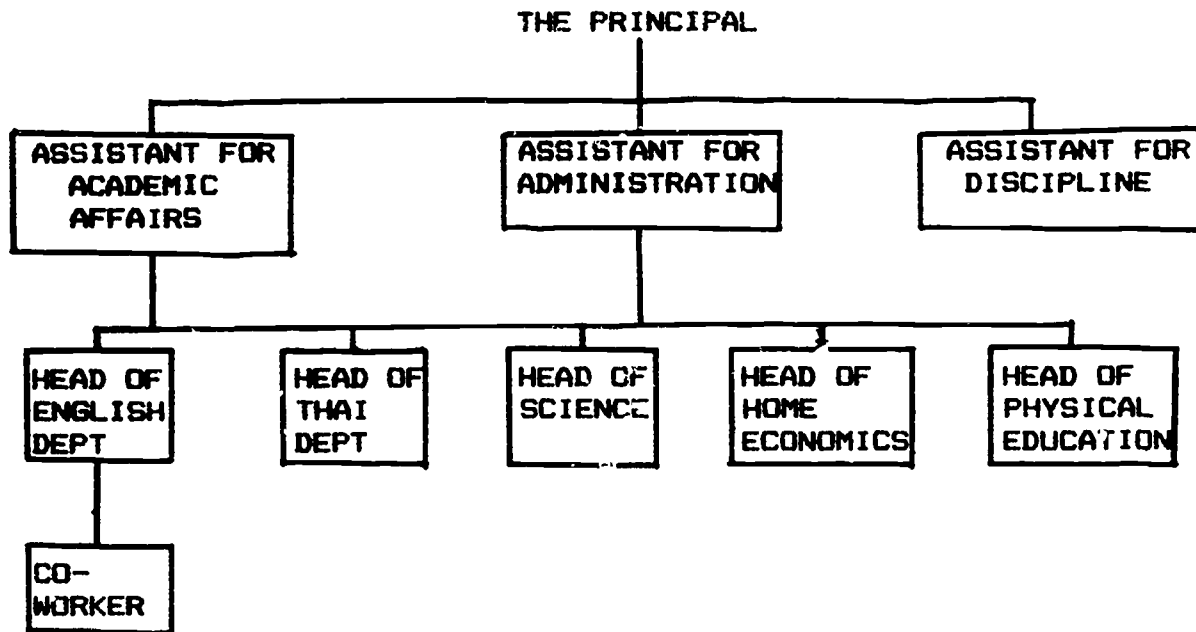 THE PRINCIPAL
ASSISTANT FOR
ACADEMIC
AFFAIRS
ASSISTANT FOR
ADMINISTRATION
ASSISTANT FOR
DISCIPLINE
HEAD OF
ENGLISH
DEPT
HEAD OF
THAI
DEPT
HEAD OF
SCIENCE
HEAD OF
HOME
ECONOMICS
HEAD OF
PHYSICAL
EDUCATION
CO-
WORKER